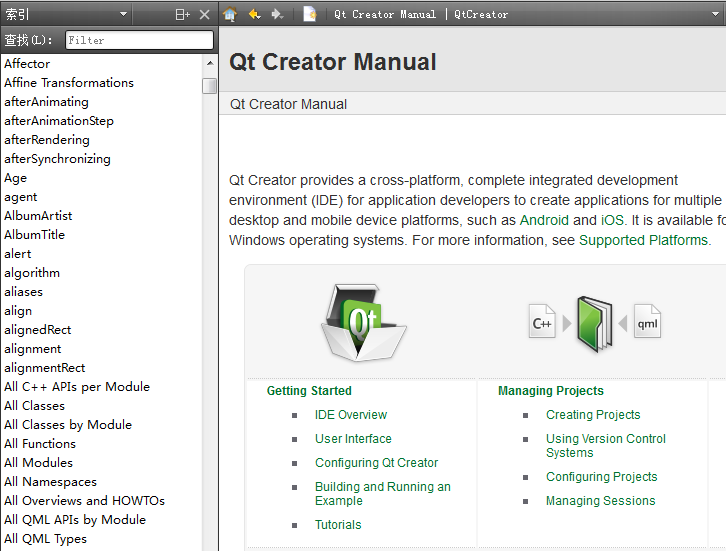 索引
Qt Creator Manual | QtCreator
查找(L):
Filter
Affector
Affine Transformations
afterAnimating
afterAnimationStep
afterRendering
afterSynchronizing
Age
agent
AlbumArtist
AlbumTitle
alert
algorithm
aliases
align
alignedRect
alignment
alignmentRect
All C++ APIs per Module
All Classes
All Classes by Module
All Functions
All Modules
All Namespaces
All Overviews and HOWTOs
All QML APIs by Module
All QML Types
Qt Creator Manual
Qt Creator Manual
Qt Creator provides a cross-platform, complete integrated development
environment (IDE) for application developers to create applications for multiple
desktop and mobile device platforms, such as Android and iOS. It is available
Windows operating systems. For more information, see Supported Platforms.
Qt
C++
qml
Getting Started
IDE Overview
User Interface
Configuring Qt Creator
Building and Running an
Example
Tutorials
Managing Projects
Creating Projects
Using Version Control
Systems
Configuring Projects
Managing Sessions